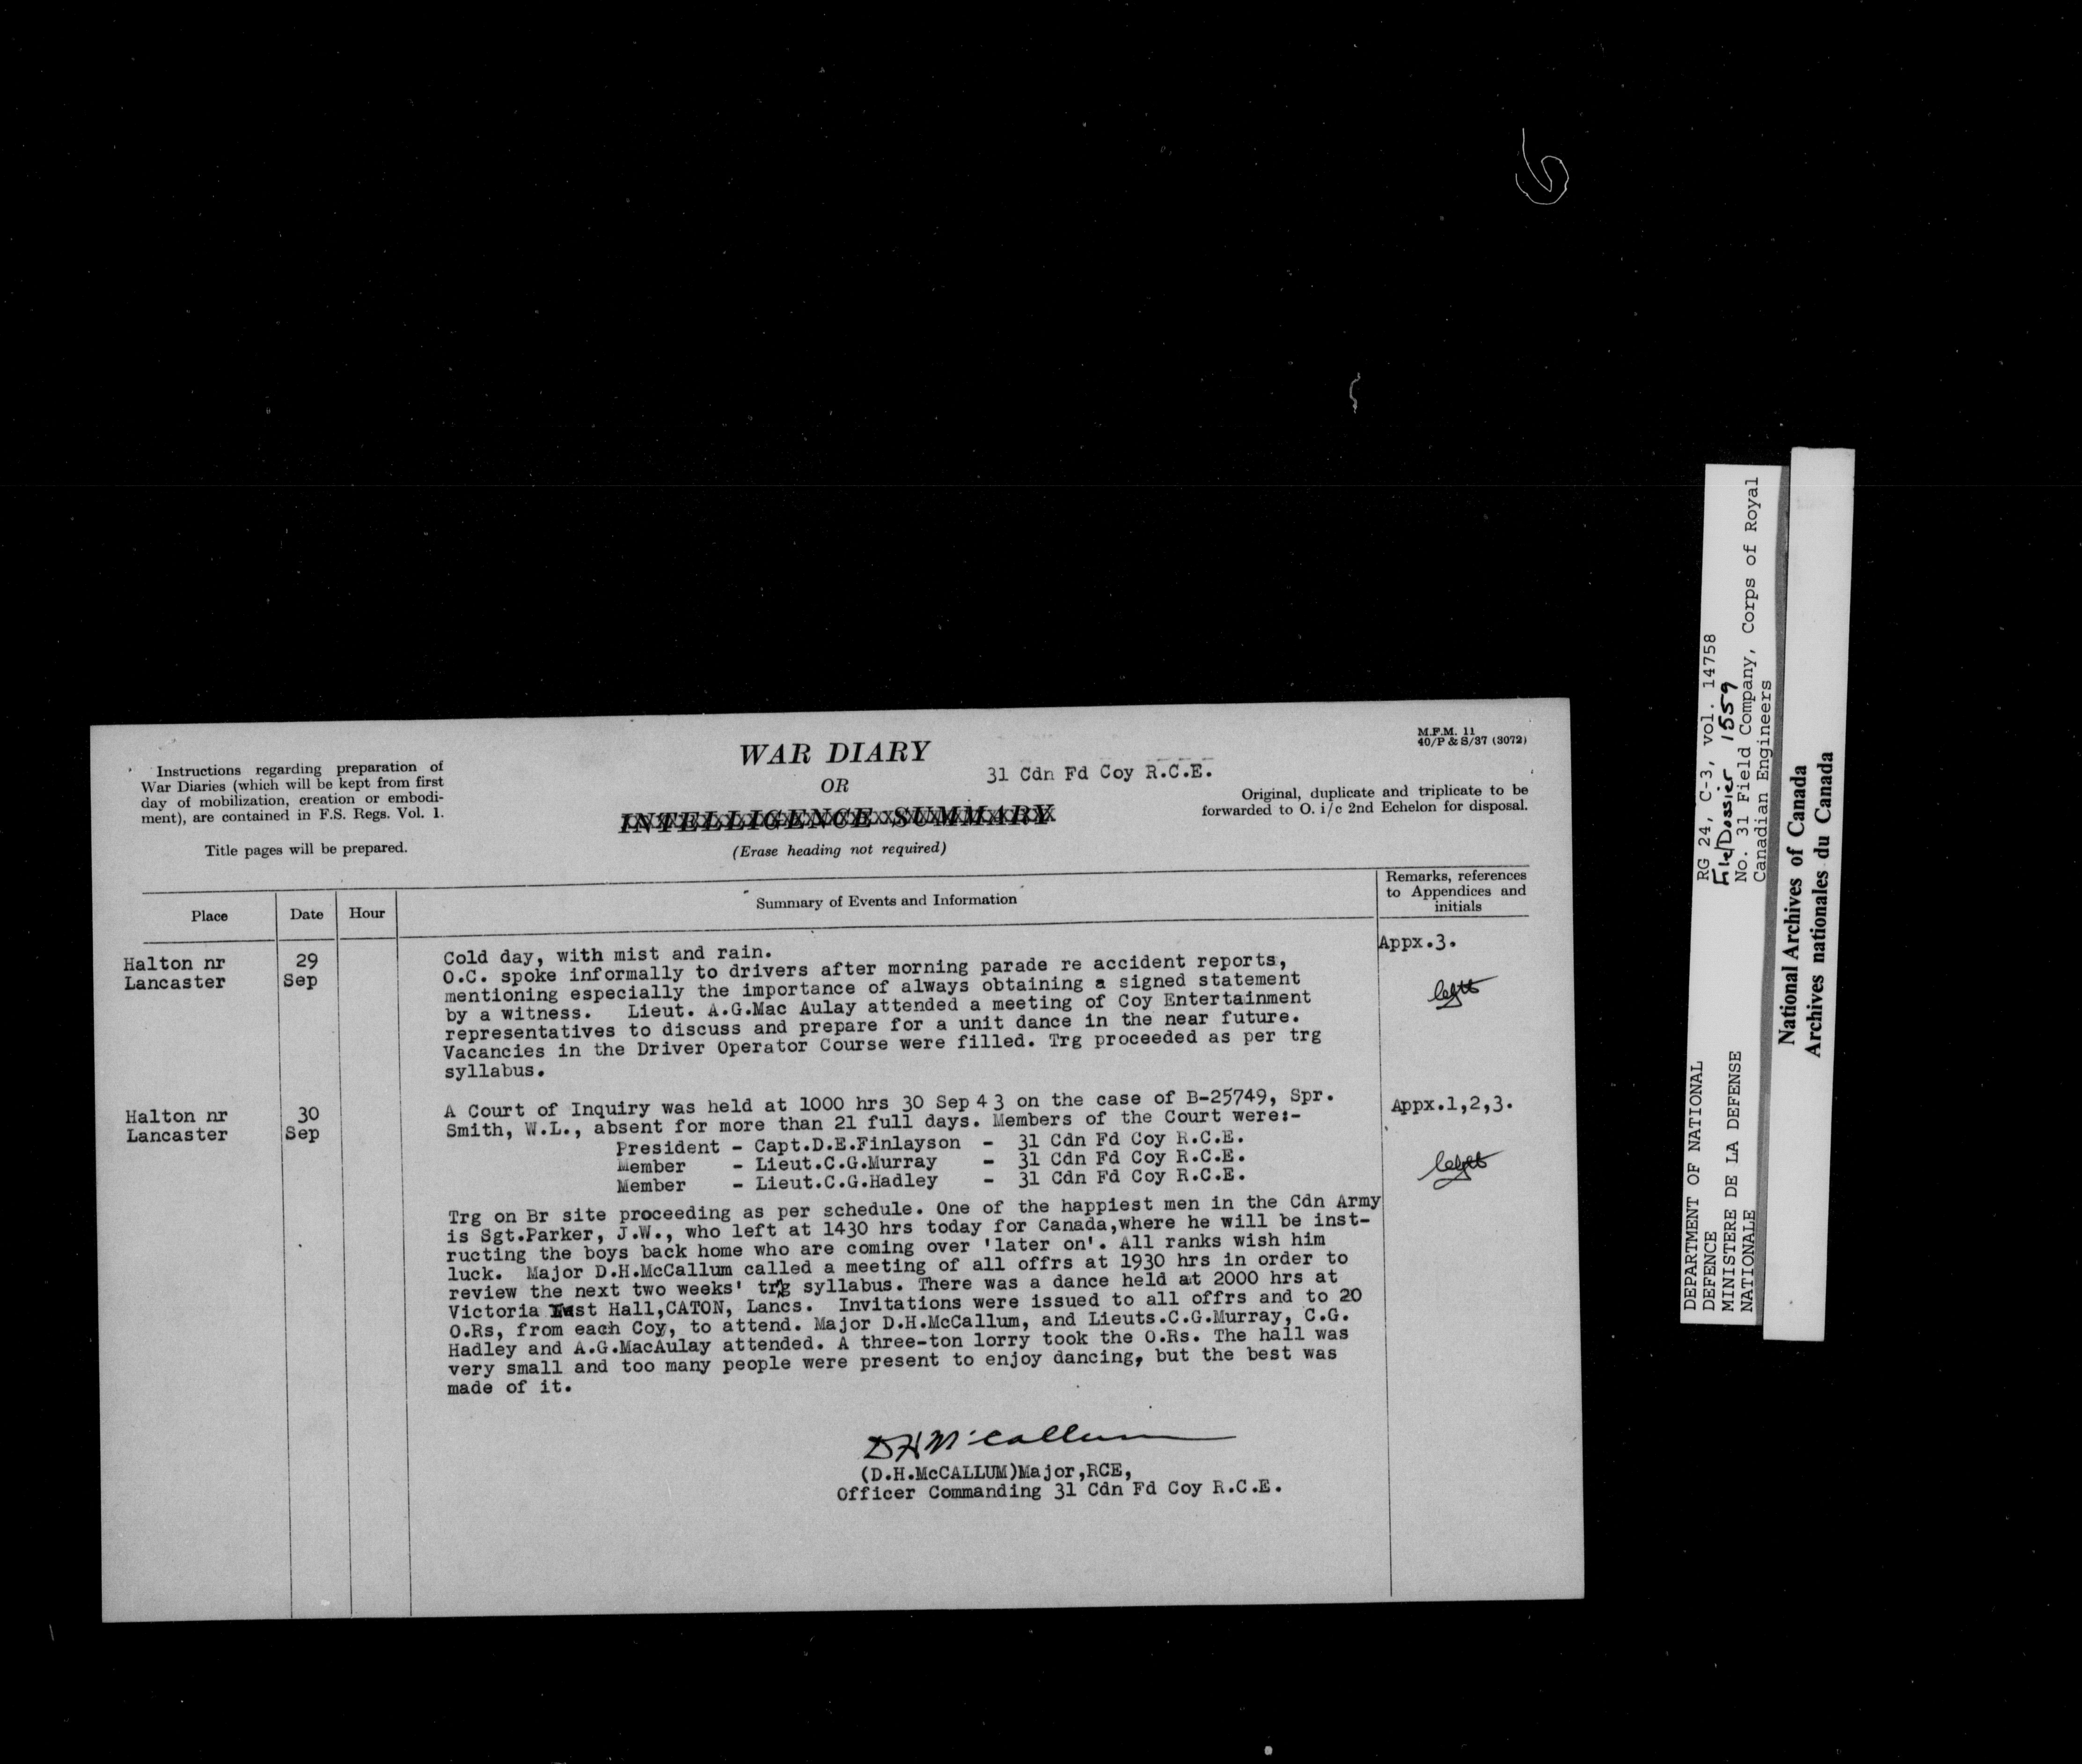 6
M.F.M. 11
40/P & S/37 (3072)
WAR DIARY
OR
INTELLIGENCE SUMMARY
(Erase heading not required)
31 Cdn Fd Coy R.C.E.
Instructions regarding preparation of
War Diaries (which will be kept from first
day of mobilization, creation or embodi-
ment), are contained in F.S. Regs. Vol. 1.
Title pages will be prepared.
Original, duplicate and triplicate to be
forwarded to O. i/c 2nd Echelon for disposal.
Place
Date
Hour
Summary of Events and Information
Remarks, references
to Appendices and
initials
Halton nr
Lancaster
29
Sep
Cold day, with mist and rain.
O.C. spoke informally to drivers after morning parade re accident reports,
mentioning especially the importance of always obtaining a signed statement
by a witness. Lieut. A.G.Mac Aulay attended a meeting of Coy Entertainment
representatives to discuss and prepare for a unit dance in the near future.
Vacancies in the Driver Operator Course were filled. Trg proceeded as per trg
syllabus.
Appx.3.
Halton nr
Lancaster
30
Sep
A Court of Inquiry was held at 1000 hrs 30 Sep 43 on the case of B-25749, Spr.
Smith, W.L., absent for more than 21 full days. Members of the Court were:-
President - Capt.D.E.Finlayson - 31 Cdn Fd Coy R.C.E.
Member - Lieut.C.G.Murray - 31 Cdn Fd Coy R.C.E.
Member - Lieut.C.G.Hadley - 31 Cdn Fd Coy R.C.E.
Appx.1,2,3.
Trg on Br site proceeding as per schedule. One of the happiest men in the Cdn Army
is Sgt.Parker, J.W., who left at 1430 hrs today for Canada,where he will be inst-
ructing the boys back home who are coming over 'later on'. All ranks wish him
luck. Major D.H.McCallum called a meeting of all offrs at 1930 hrs in order to
review the next two weeks' trg syllabus. There was a dance held at 2000 hrs at
Victoria Hall,CATON, Lancs. Invitations were issued to all offrs and to 20
O.Rs, from each Coy, to attend. Major D.H.McCallum, and Lieuts.C.G.Murray, C.G.
Hadley and A.G.MacAulay attended. A three-ton lorry took the O.Rs. The hall was
very small and too many people were present to enjoy dancing, but the best was
made of it.
DH McCallum
(D.H.McCALLUM)Major,RCE,
Officer Commanding 31 Cdn Fd Coy R.C.E.
DEPARTMENT OF NATIONAL
DEFENCE
MINISTERE DE LA DEFENSE
NATIONALE
RG 24, C-3, vol. 14758
File/Dossier 1559
No. 31 Field Company, Corps of Royal
Canadian Engineers
National Archives of Canada
Archives nationales du Canada